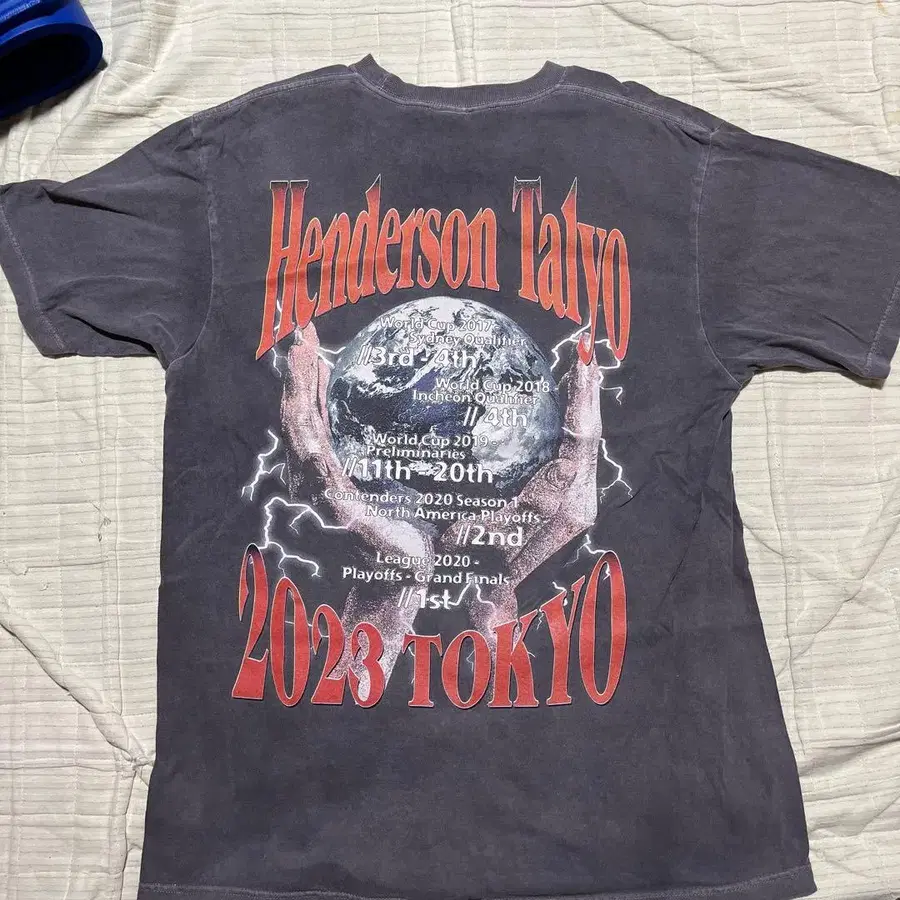 Henderson Talyo
World Cup 2017
Sydney Qualifier
//3rd - 4th
World Cup 2018
Incheon Qualifier
// 4th
World Cup 2019 -
Preliminaries
//11th - 20th
Contenders 2020 Season 1
North America Playoffs -
//2nd
League 2020 -
Playoffs - Grand Finals
//1st
2023 TOKYO